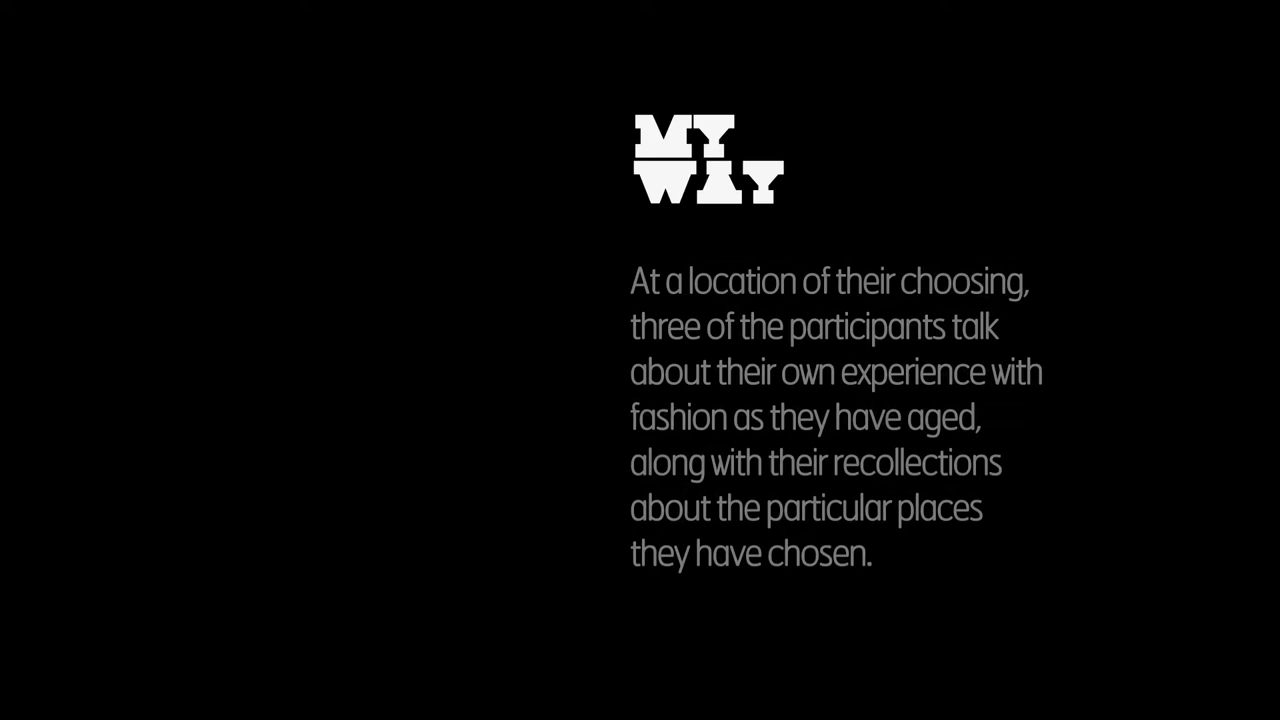 MY
WAY
At a location of their choosing,
three of the participants talk
about their own experience with
fashion as they have aged,
along with their recollections
about the particular places
they have chosen.